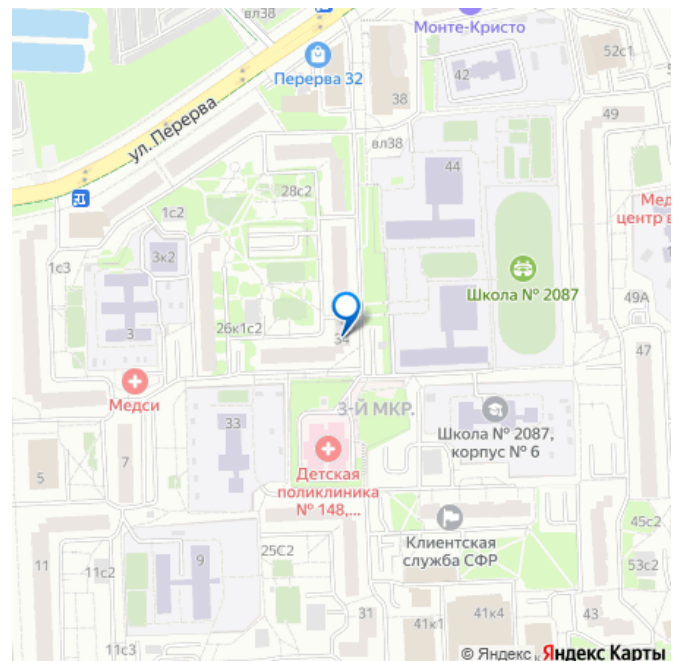 вл38
Монте-Кристо
52с1
Перерва 32
42
38
49
ул. Перерва
вл38
44
28с2
Мед
центр в
1с2
1с3
3к2
Школа № 2087
49А
26к1с2
3
34
47
Медси
3-Й МКР.
33
Школа № 2087,
корпус № 6
7
5
Детская
поликлиника
№ 148,...
45с2
Клиентская
служба СФР
25С2
9
11
11с2
53с2
31
41к4
43
41к1
11с3
© Яндекс
Яндекс Карты